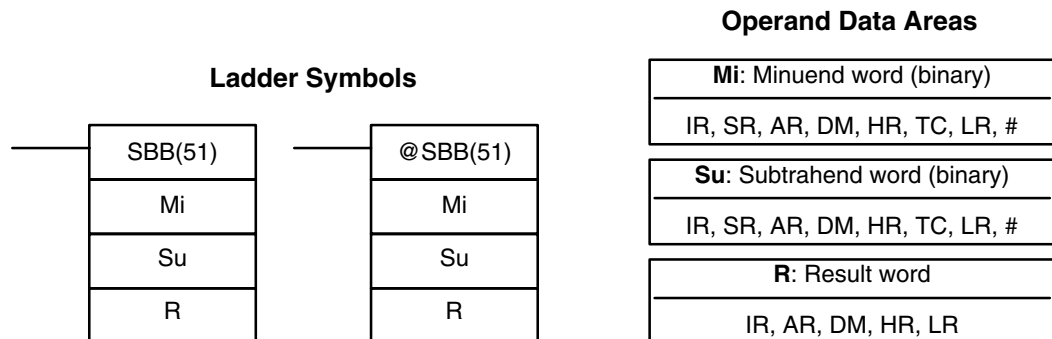 Ladder Symbols
SBB(51)
Mi
Su
R
@SBB(51)
Mi
Su
R
Operand Data Areas
Mi: Minuend word (binary)
IR, SR, AR, DM, HR, TC, LR, #
Su: Subtrahend word (binary)
IR, SR, AR, DM, HR, TC, LR, #
R: Result word
IR, AR, DM, HR, LR